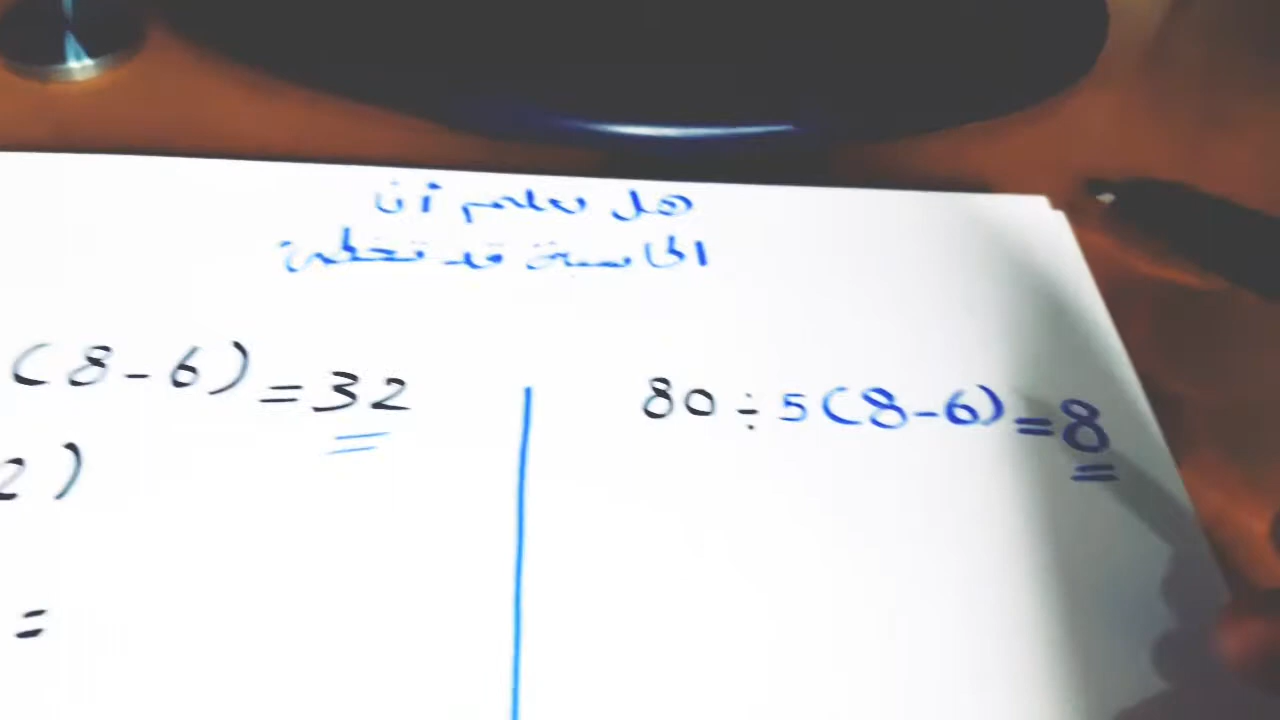 هل تعلم أن
الحاسبة قد تخطئ
(8-6)=32
80÷5(8-6)=8
2)
=